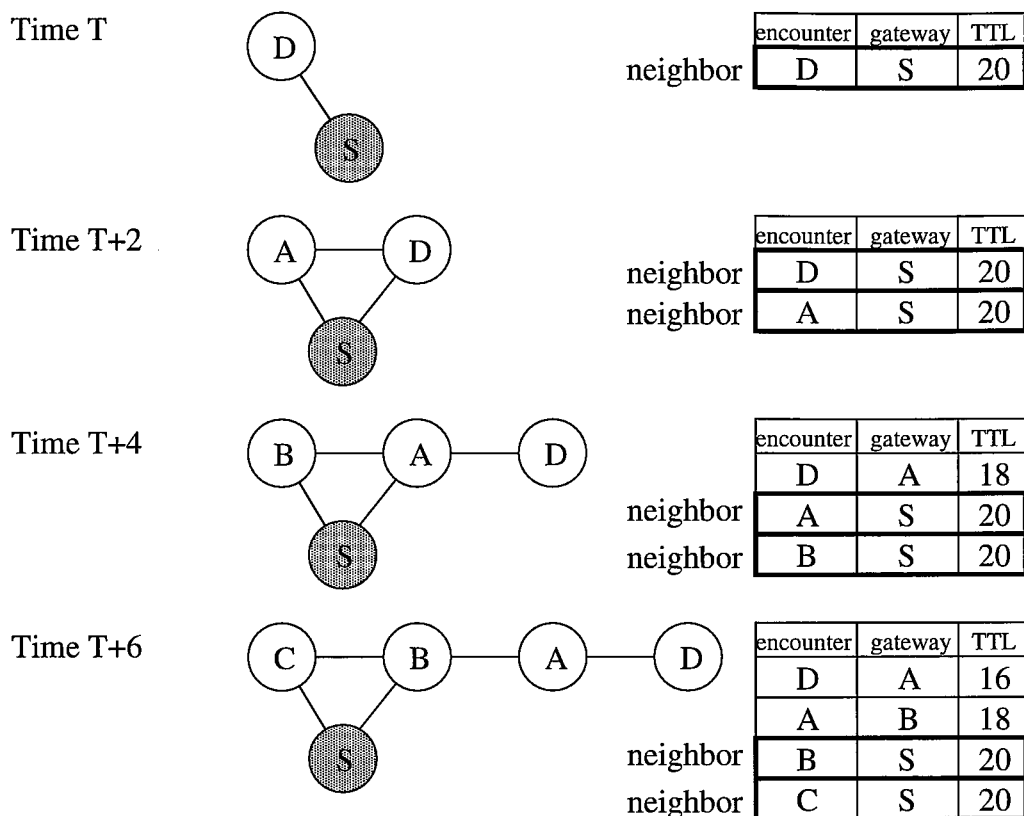 Time T
D
S
encounter gateway TTL
neighbor D S 20
Time T+2
A D
S
encounter gateway TTL
neighbor D S 20
neighbor A S 20
Time T+4
B A D
S
encounter gateway TTL
D A 18
neighbor A S 20
neighbor B S 20
Time T+6
C B A D
S
encounter gateway TTL
D A 16
A B 18
neighbor B S 20
neighbor C S 20